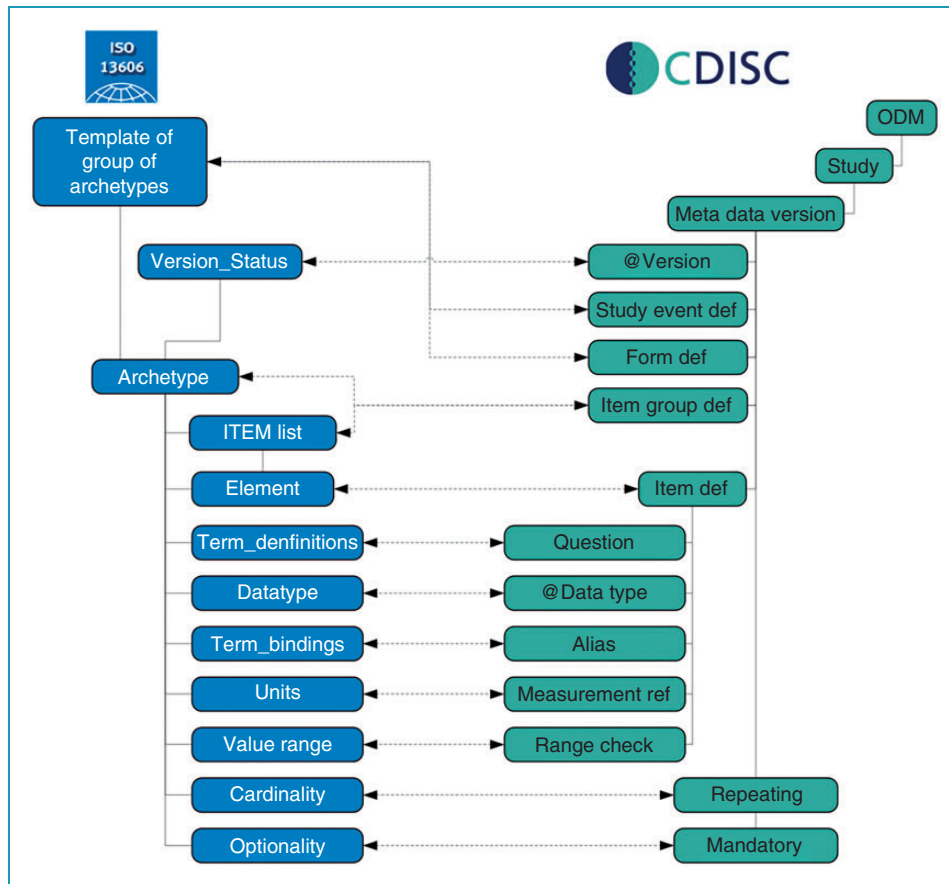 ISO
13606
CDISC
ODM
Template of
group of
archetypes
Study
Meta data version
Version_Status
@Version
Study event def
Form def
Archetype
Item group def
ITEM list
Element
Item def
Term_denfinitions
Question
Datatype
@Data type
Term_bindings
Alias
Units
Measurement ref
Value range
Range check
Cardinality
Repeating
Optionality
Mandatory